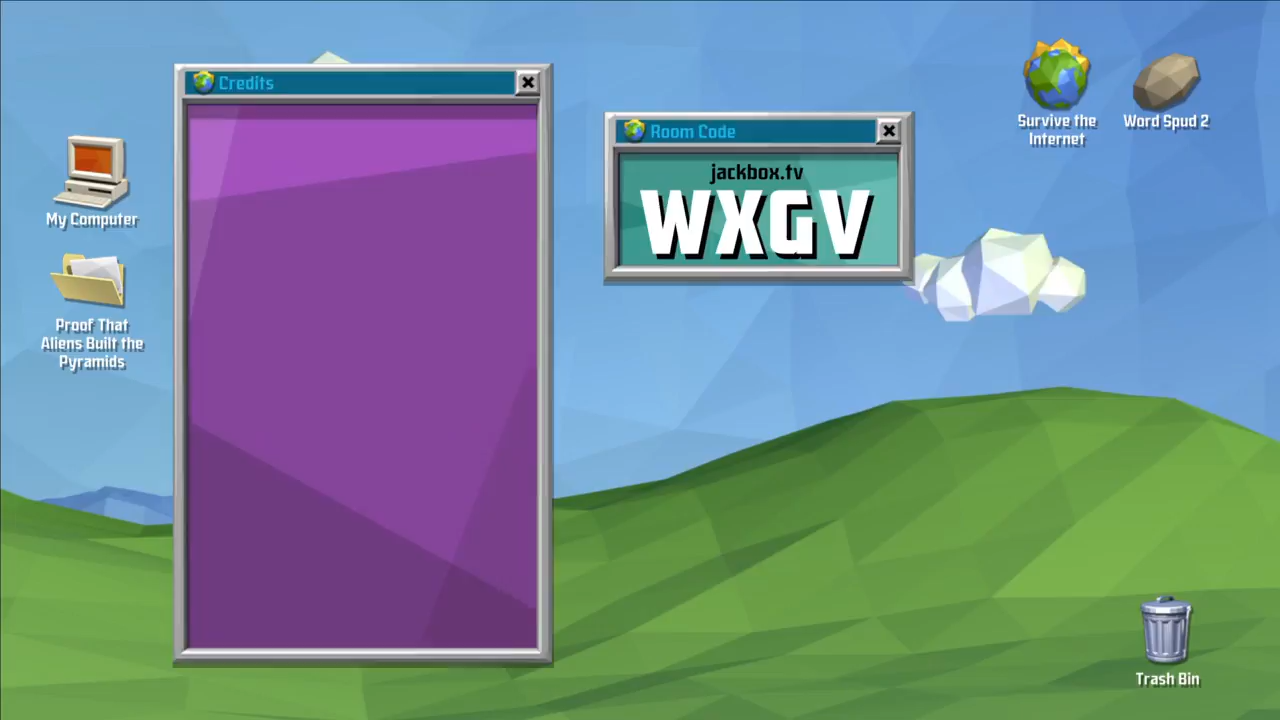 Credits
Room Code
jackbox.tv
WXGV
My Computer
Proof That
Aliens Built the
Pyramids
Survive the
Internet
Word Spud 2
Trash Bin